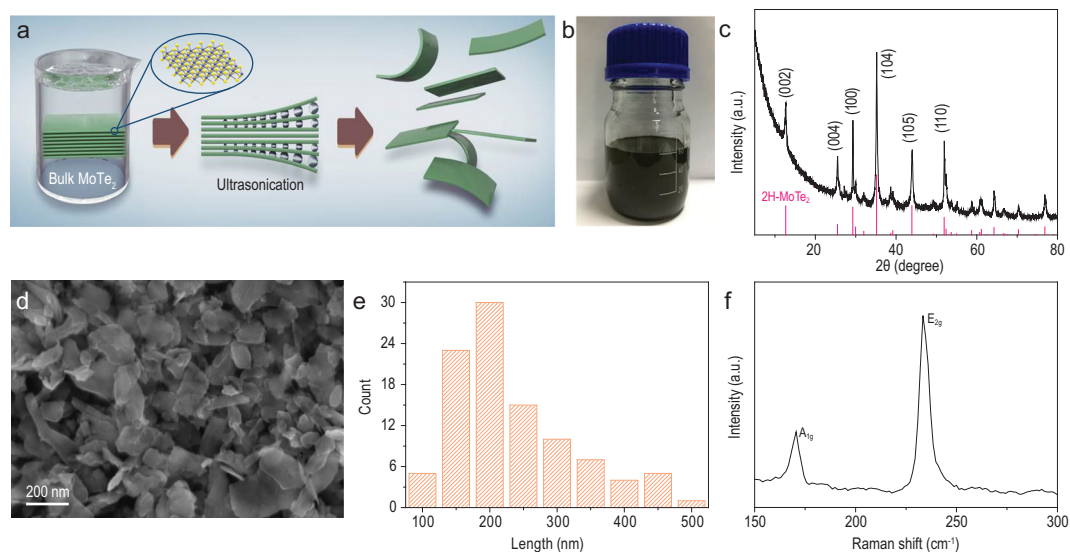 a
Bulk MoTe₂
Ultrasonication
b
c
Intensity (a.u.)
(002)
(004)
(100)
(104)
(105)
(110)
2H-MoTe₂
20
40
60
80
2θ (degree)
d
200 nm
e
Count
30
24
18
12
6
0
100
200
300
400
500
Length (nm)
f
Intensity (a.u.)
A₁g
E₂g
150
200
250
300
Raman shift (cm⁻¹)